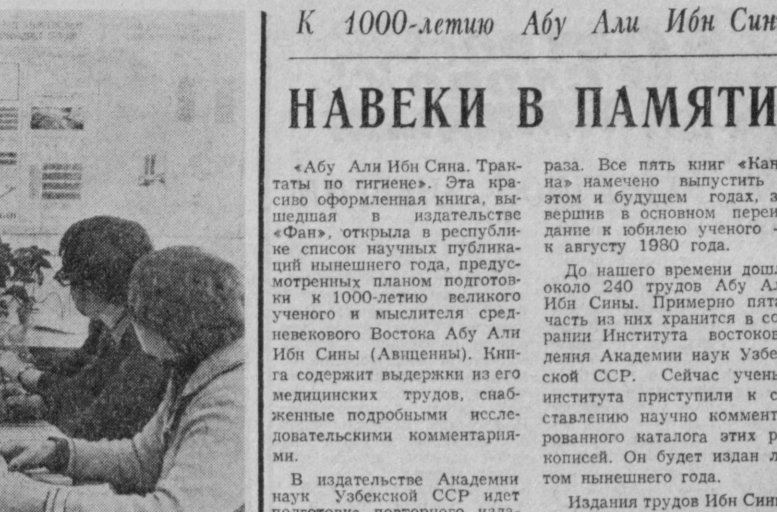 К 1000-летию Абу Али Ибн Син
НАВЕКИ В ПАМЯТИ
«Абу Али Ибн Сина. Трак-
таты по гигиене». Эта кра-
сиво оформленная книга, вы-
шедшая в издательстве
«Фан», открыла в республи-
ке список научных публика-
ций нынешнего года, предус-
мотренных планом подготов-
ки к 1000-летию великого
ученого и мыслителя сред-
невекового Востока Абу Али
Ибн Сины (Авиценны). Кни-
га содержит выдержки из его
медицинских трудов, снаб-
женные подробными иссле-
довательскими комментария-
ми.
В издательстве Академии
наук Узбекской ССР идет
подготовка повторного изда-
раза. Все пять книг «Кан
на» намечено выпустить
этом и будущем годах, з
вершив в основном переи
дание к юбилею ученого —
к августу 1980 года.
До нашего времени дошл
около 240 трудов Абу Ал
Ибн Сины. Примерно пята
часть из них хранится в со
рании Института востоков
дения Академии наук Узбе
ской ССР. Сейчас учень
института приступили к с
ставлению научно коммент
рованного каталога этих р
кописей. Он будет издан л
том нынешнего года.
Издания трудов Ибн Син